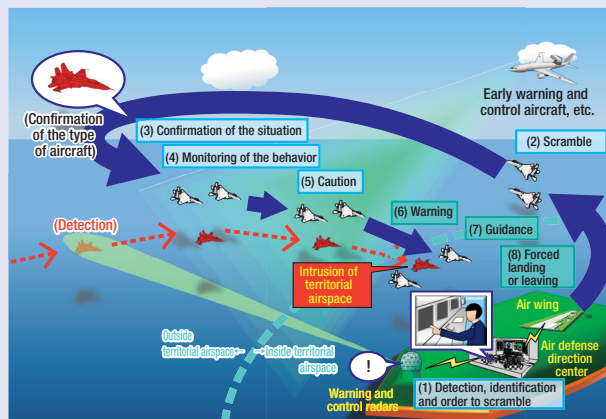 (Confirmation
of the type
of aircraft)
Early warning and
control aircraft, etc.
(3) Confirmation of the situation
(2) Scramble
(4) Monitoring of the behavior
(5) Caution
(6) Warning
(Detection)
(7) Guidance
(8) Forced
landing
or leaving
Intrusion of
territorial
airspace
Air wing
Outside
territorial airspace
Inside territorial
airspace
Air defense
direction
center
!
Warning and
control radars
(1) Detection, identification
and order to scramble